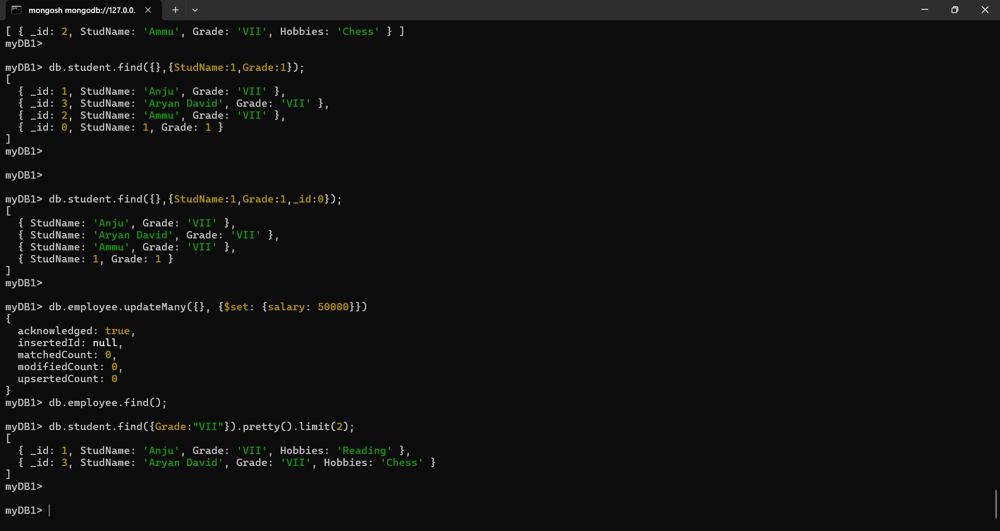 mongosh mongodb://127.0.0.
[ { _id: 2, StudName: 'Ammu', Grade: 'VII', Hobbies: 'Chess' } ]
myDB1>
myDB1> db.student.find({},{StudName:1,Grade:1});
[
  { _id: 1, StudName: 'Anju', Grade: 'VII' },
  { _id: 3, StudName: 'Aryan David', Grade: 'VII' },
  { _id: 2, StudName: 'Ammu', Grade: 'VII' },
  { _id: 0, StudName: 1, Grade: 1 }
]
myDB1>
myDB1>
myDB1> db.student.find({},{StudName:1,Grade:1,_id:0});
[
  { StudName: 'Anju', Grade: 'VII' },
  { StudName: 'Aryan David', Grade: 'VII' },
  { StudName: 'Ammu', Grade: 'VII' },
  { StudName: 1, Grade: 1 }
]
myDB1>
myDB1> db.employee.updateMany({}, {$set: {salary: 50000}})
{
  acknowledged: true,
  insertedId: null,
  matchedCount: 0,
  modifiedCount: 0,
  upsertedCount: 0
}
myDB1> db.employee.find();
myDB1> db.student.find({Grade:"VII"}).pretty().limit(2);
[
  { _id: 1, StudName: 'Anju', Grade: 'VII', Hobbies: 'Reading' },
  { _id: 3, StudName: 'Aryan David', Grade: 'VII', Hobbies: 'Chess' }
]
myDB1>
myDB1>